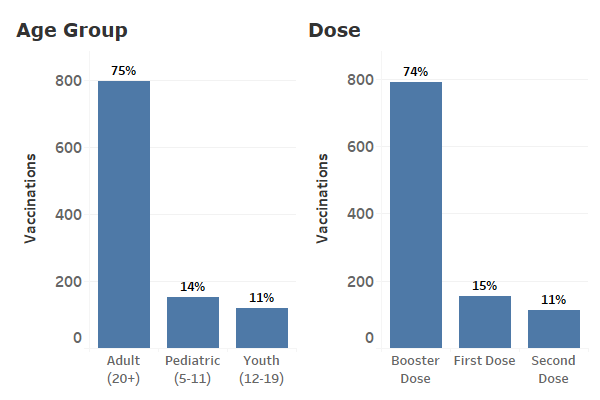 Age Group
Vaccinations
800
600
400
200
0
75%
14%
11%
Adult
(20+)
Pediatric
(5-11)
Youth
(12-19)
Dose
Vaccinations
800
600
400
200
0
74%
15%
11%
Booster
Dose
First Dose
Second
Dose